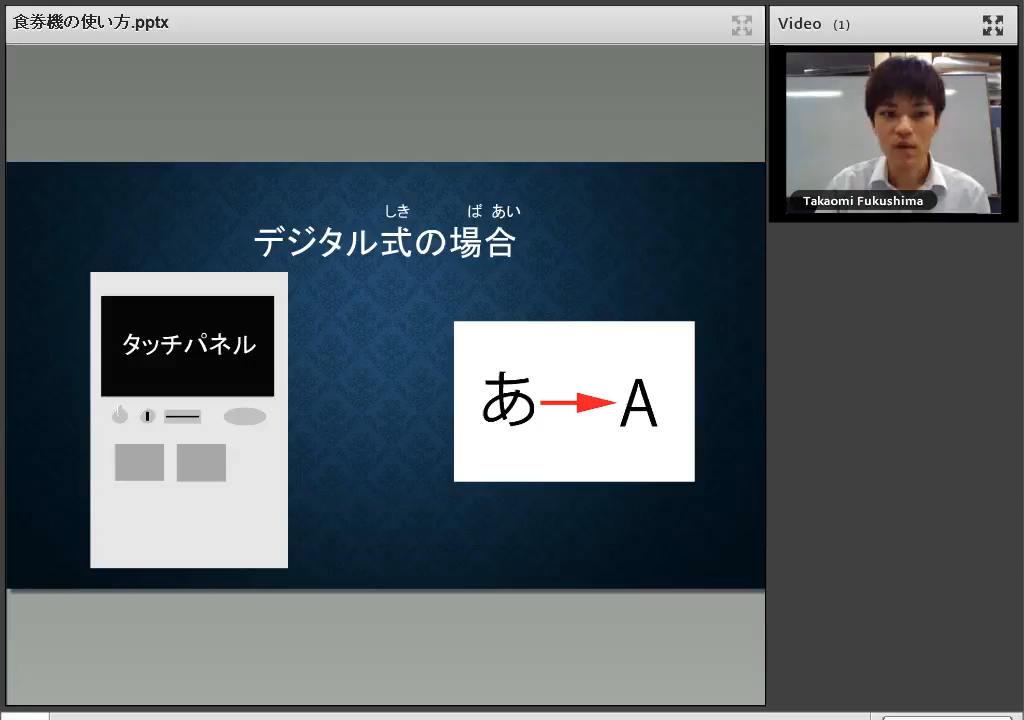 食券機の使い方.pptx
Video (1)
Takaomi Fukushima
しき ば あい
デジタル式の場合
タッチパネル
あ A